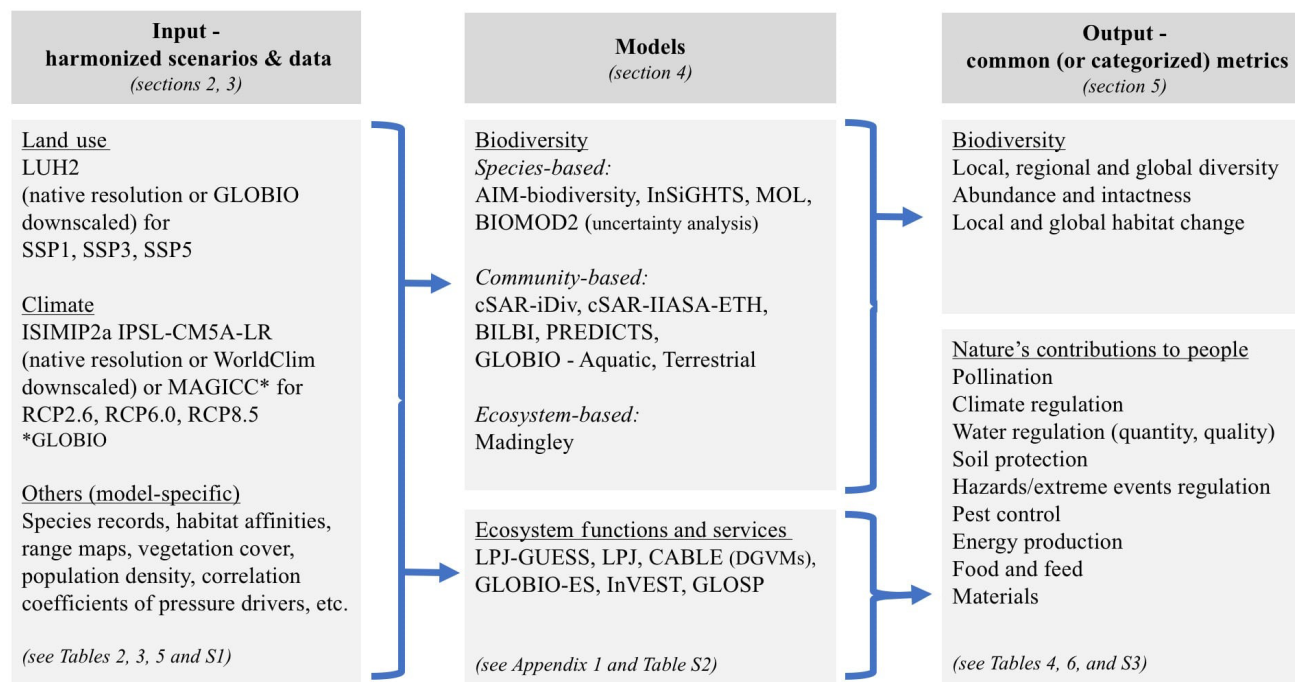 Input -
harmonized scenarios & data
(sections 2, 3)
Land use
LUH2
(native resolution or GLOBIO
downscaled) for
SSP1, SSP3, SSP5
Climate
ISIMIP2a IPSL-CM5A-LR
(native resolution or WorldClim
downscaled) or MAGICC* for
RCP2.6, RCP6.0, RCP8.5
*GLOBIO
Others (model-specific)
Species records, habitat affinities,
range maps, vegetation cover,
population density, correlation
coefficients of pressure drivers, etc.
(see Tables 2, 3, 5 and S1)
Models
(section 4)
Biodiversity
Species-based:
AIM-biodiversity, InSiGHTS, MOL,
BIOMOD2 (uncertainty analysis)
Community-based:
cSAR-iDiv, cSAR-IIASA-ETH,
BILBI, PREDICTS,
GLOBIO - Aquatic, Terrestrial
Ecosystem-based:
Madingley
Ecosystem functions and services
LPJ-GUESS, LPJ, CABLE (DGVMs),
GLOBIO-ES, InVEST, GLOSP
(see Appendix 1 and Table S2)
Output -
common (or categorized) metrics
(section 5)
Biodiversity
Local, regional and global diversity
Abundance and intactness
Local and global habitat change
Nature's contributions to people
Pollination
Climate regulation
Water regulation (quantity, quality)
Soil protection
Hazards/extreme events regulation
Pest control
Energy production
Food and feed
Materials
(see Tables 4, 6, and S3)